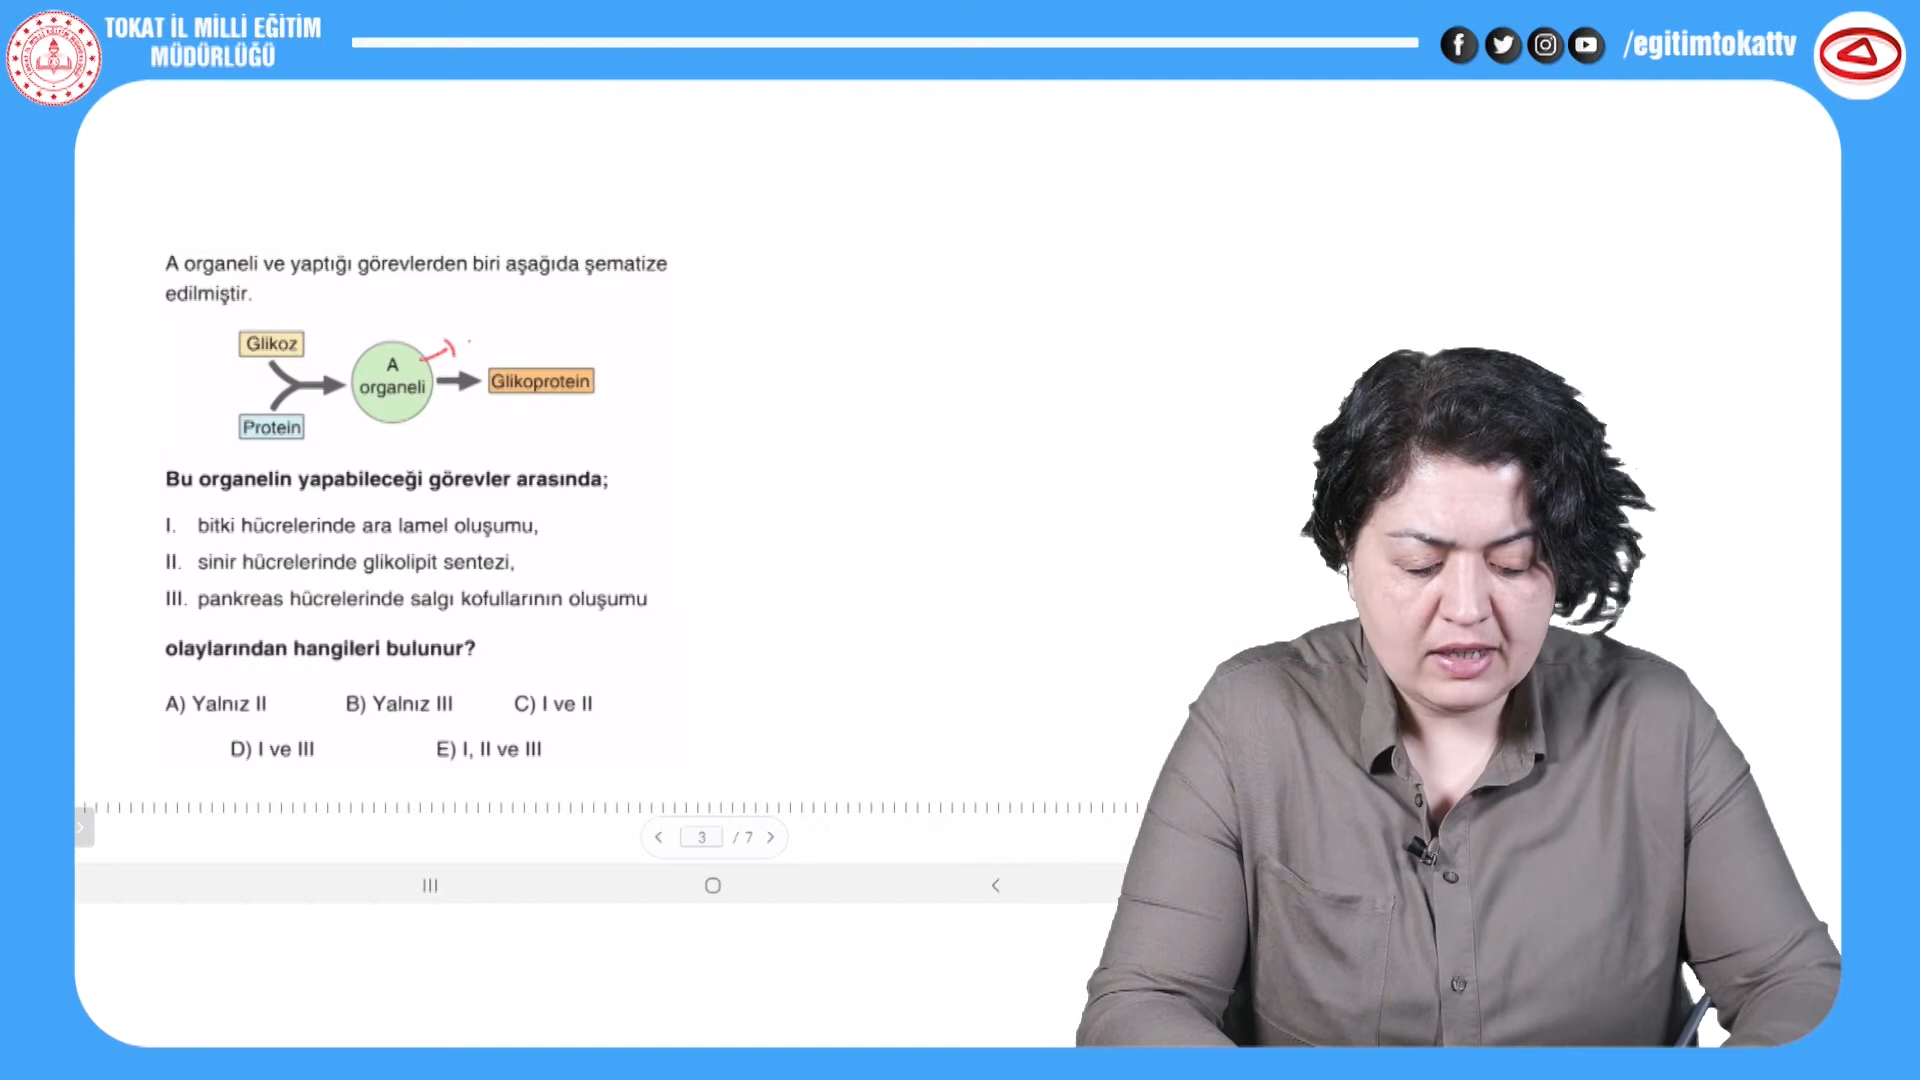 TOKAT İL MİLLİ EĞİTİM
MÜDÜRLÜĞÜ
/egitimtokattv
A organeli ve yaptığı görevlerden biri aşağıda şematize
edilmiştir.
Glikoz
A
organeli
Glikoprotein
Protein
Bu organelin yapabileceği görevler arasında;
I. bitki hücrelerinde ara lamel oluşumu,
II. sinir hücrelerinde glikolipit sentezi,
III. pankreas hücrelerinde salgı kofullarının oluşumu
olaylarından hangileri bulunur?
A) Yalnız II B) Yalnız III C) I ve II
D) I ve III E) I, II ve III
3 / 7